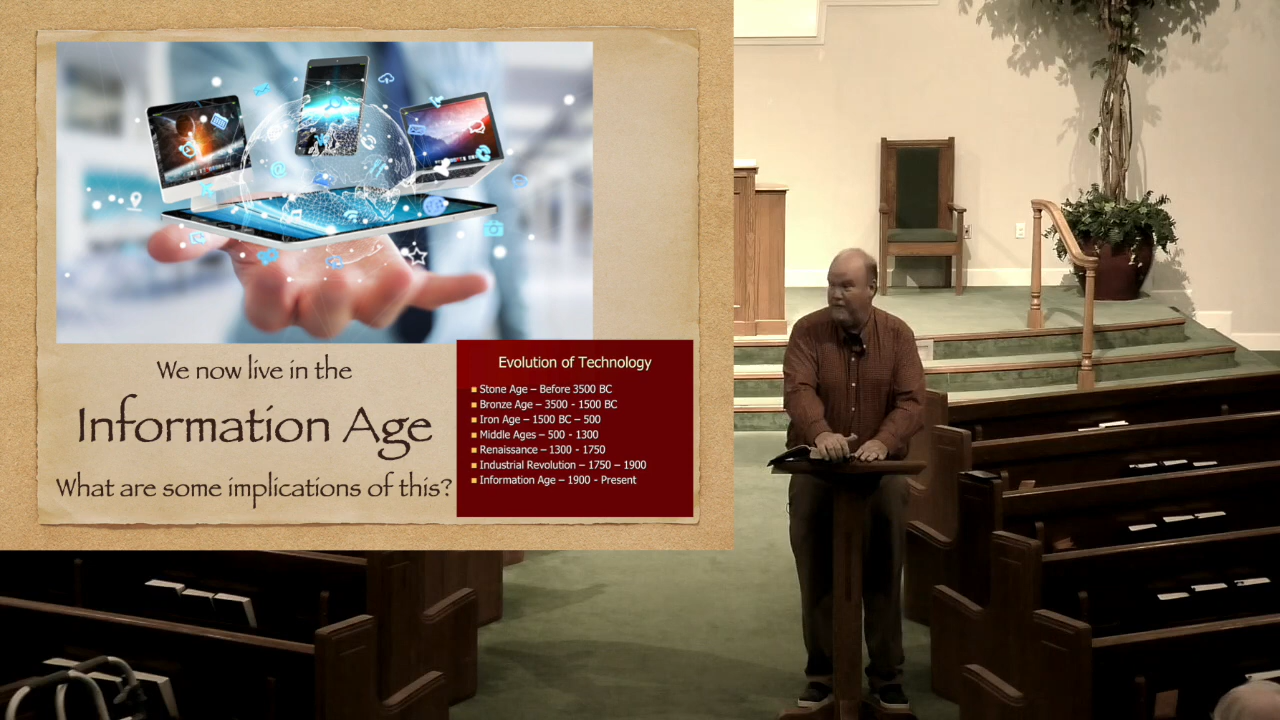 We now live in the
Information Age
What are some implications of this?
Evolution of Technology
Stone Age – Before 3500 BC
Bronze Age – 3500 - 1500 BC
Iron Age – 1500 BC – 500
Middle Ages – 500 - 1300
Renaissance – 1300 - 1750
Industrial Revolution – 1750 – 1900
Information Age – 1900 - Present